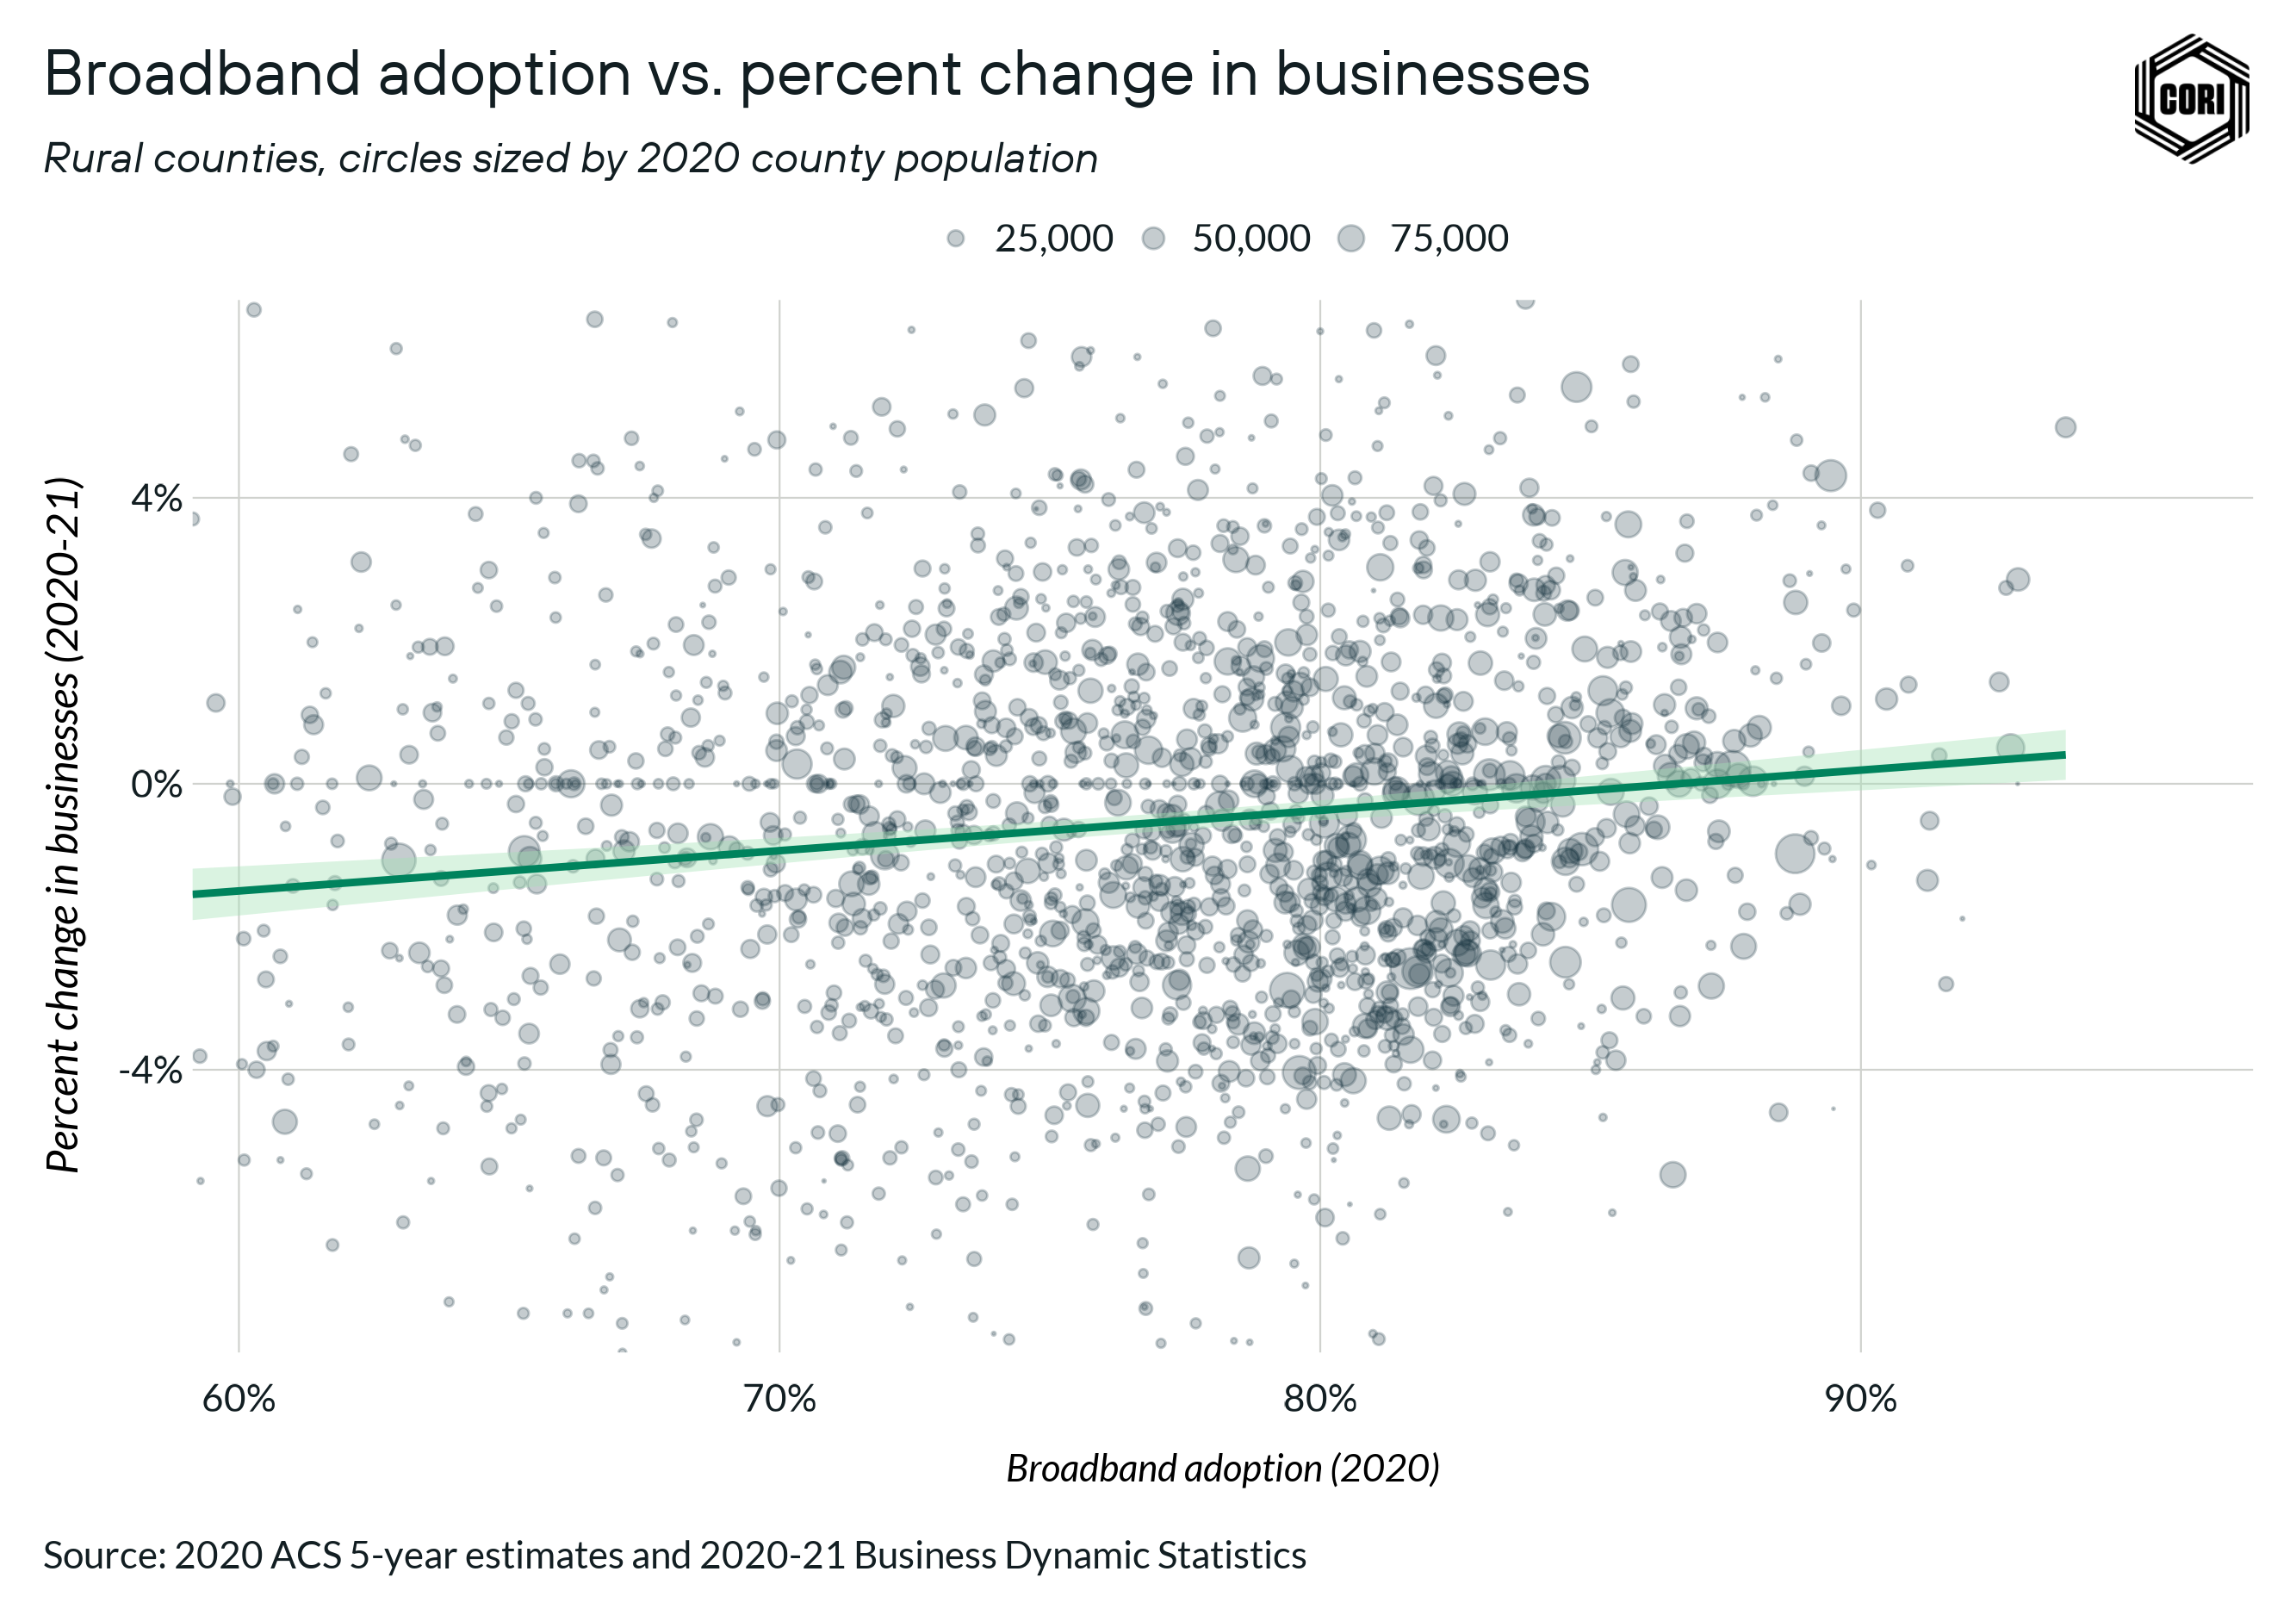 Broadband adoption vs. percent change in businesses
CORI
Rural counties, circles sized by 2020 county population
25,000 50,000 75,000
Percent change in businesses (2020-21)
4%
0%
-4%
60% 70% 80% 90%
Broadband adoption (2020)
Source: 2020 ACS 5-year estimates and 2020-21 Business Dynamic Statistics